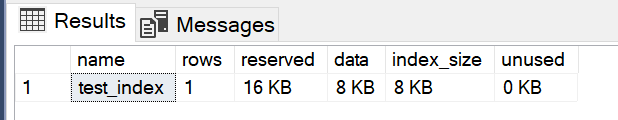 Results Messages
name rows reserved data index_size unused
1 test_index 1 16 KB 8 KB 8 KB 0 KB